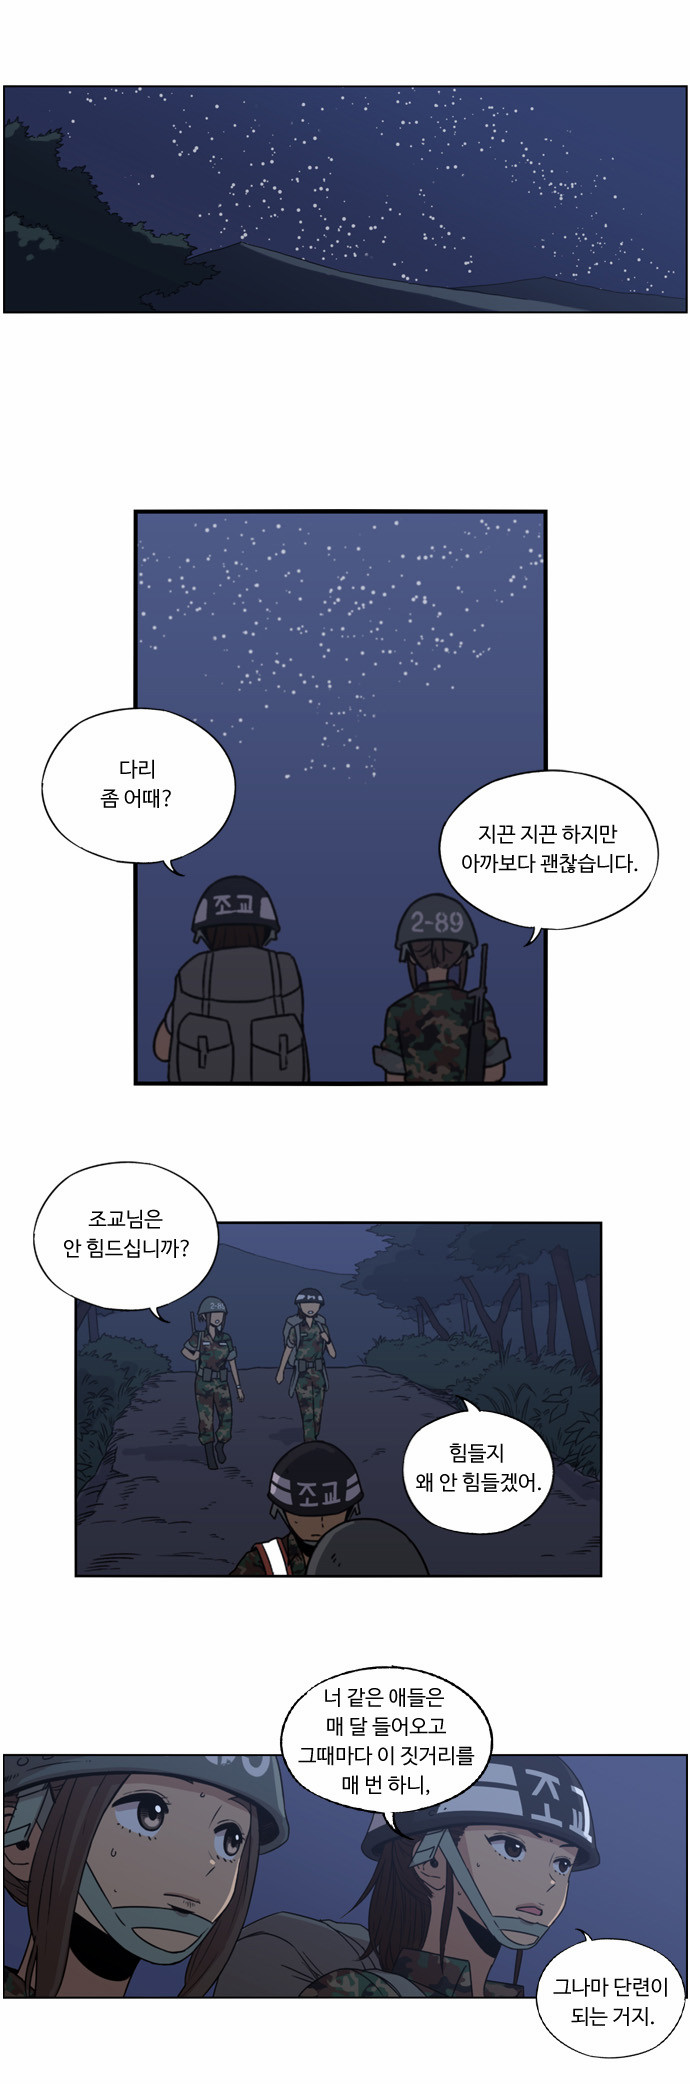 다리
좀 어때?
지끈 지끈 하지만
아까보다 괜찮습니다.
조교
2-89
조교님은
안 힘드십니까?
2-89
힘들지
왜 안 힘들겠어.
조교
너 같은 애들은
매 달 들어오고
그때마다 이 짓거리를
매 번 하니,
조교
그나마 단련이
되는 거지.